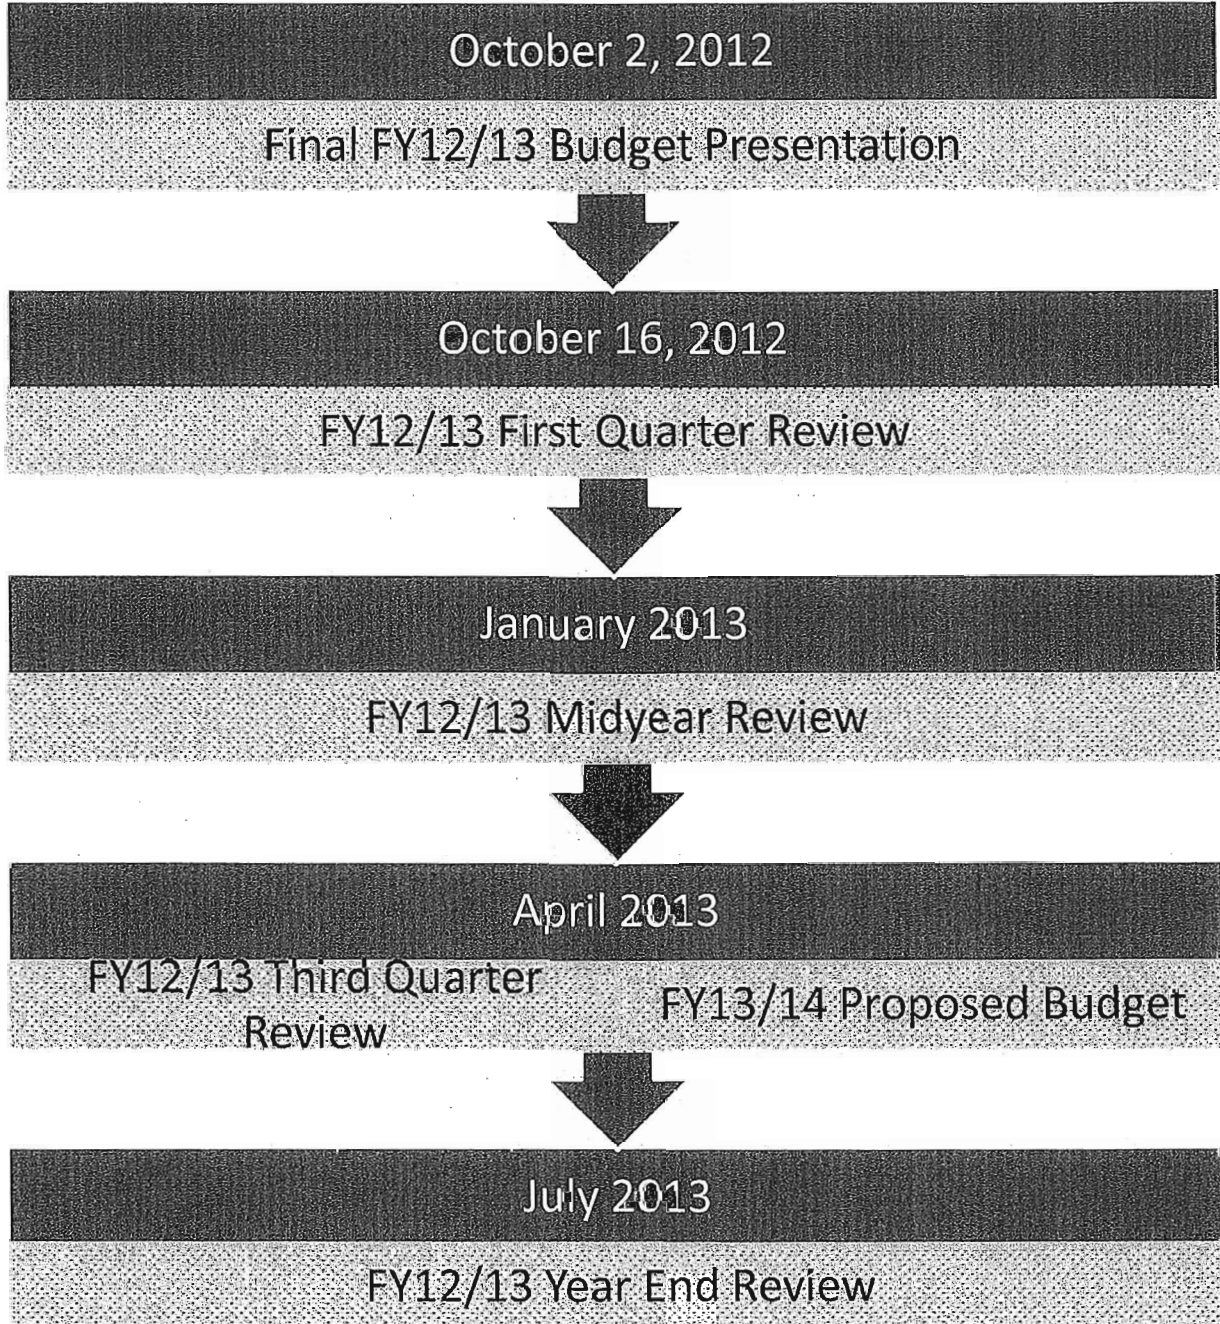 October 2, 2012
Final FY12/13 Budget Presentation
October 16, 2012
FY12/13 First Quarter Review
January 2013
FY12/13 Midyear Review
April 2013
FY12/13 Third Quarter
Review
FY13/14 Proposed Budget
July 2013
FY12/13 Year End Review